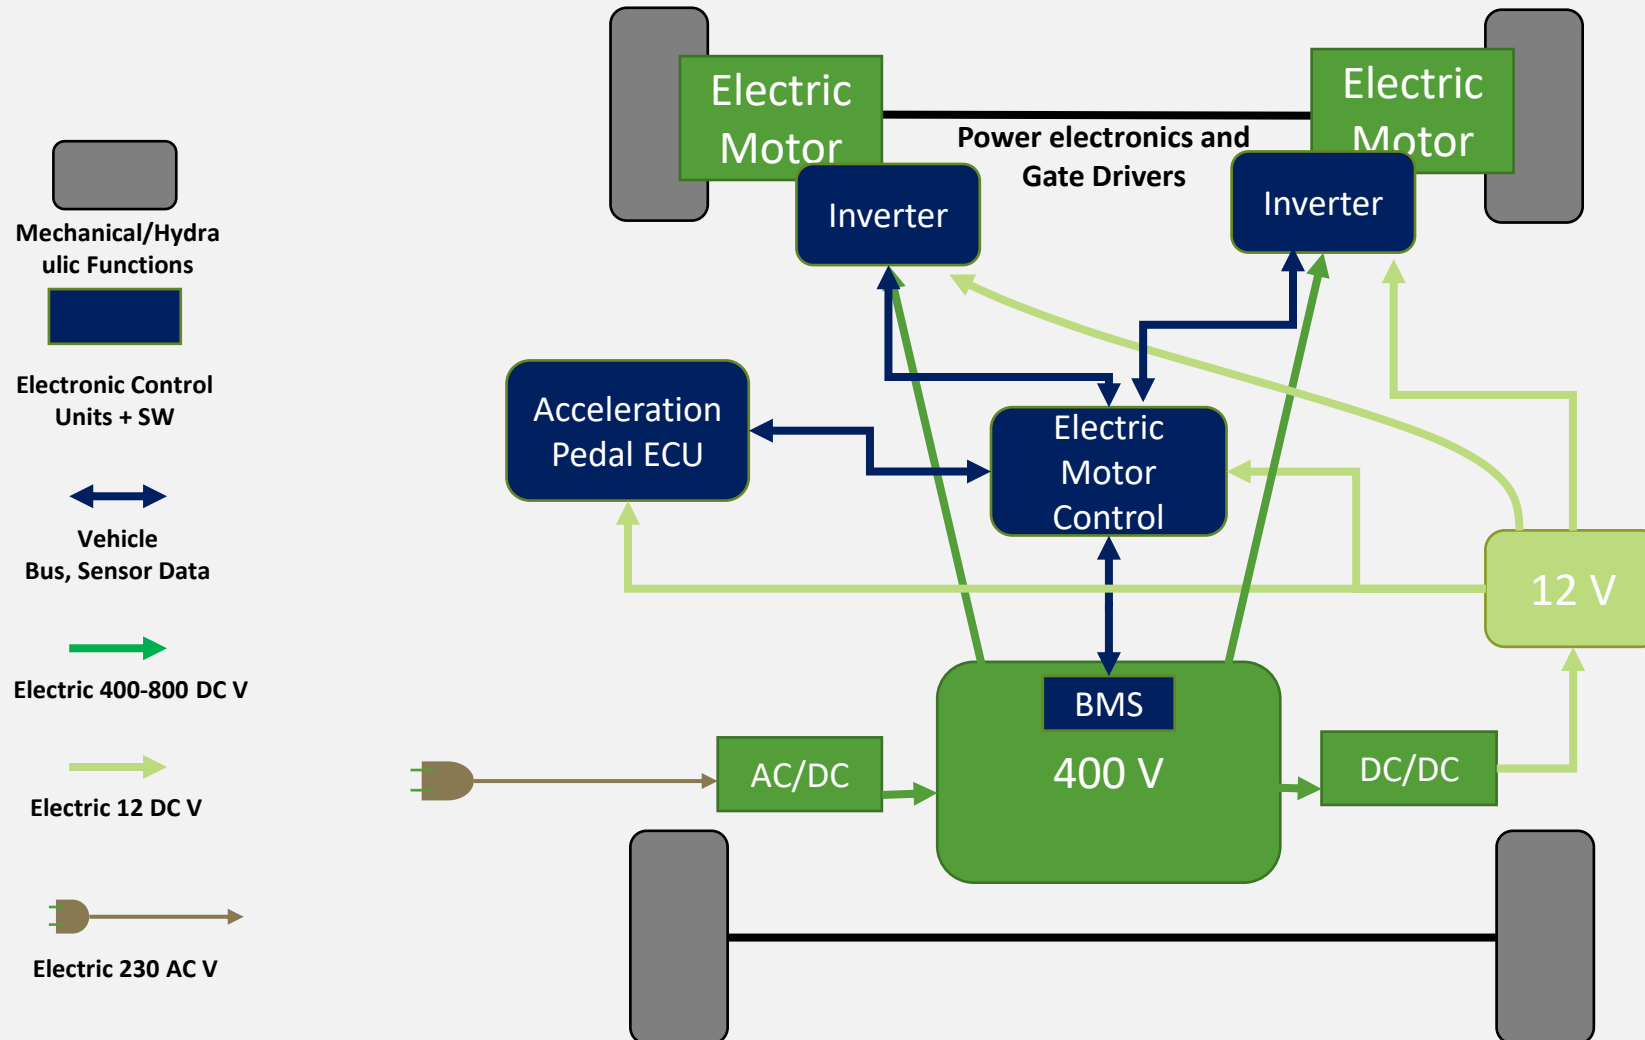 Mechanical/Hydra
ulic Functions
Electronic Control
Units + SW
Vehicle
Bus, Sensor Data
Electric 400-800 DC V
Electric 12 DC V
Electric 230 AC V
Electric
Motor
Electric
Motor
Power electronics and
Gate Drivers
Inverter
Inverter
Acceleration
Pedal ECU
Electric
Motor
Control
12 V
BMS
400 V
AC/DC
DC/DC